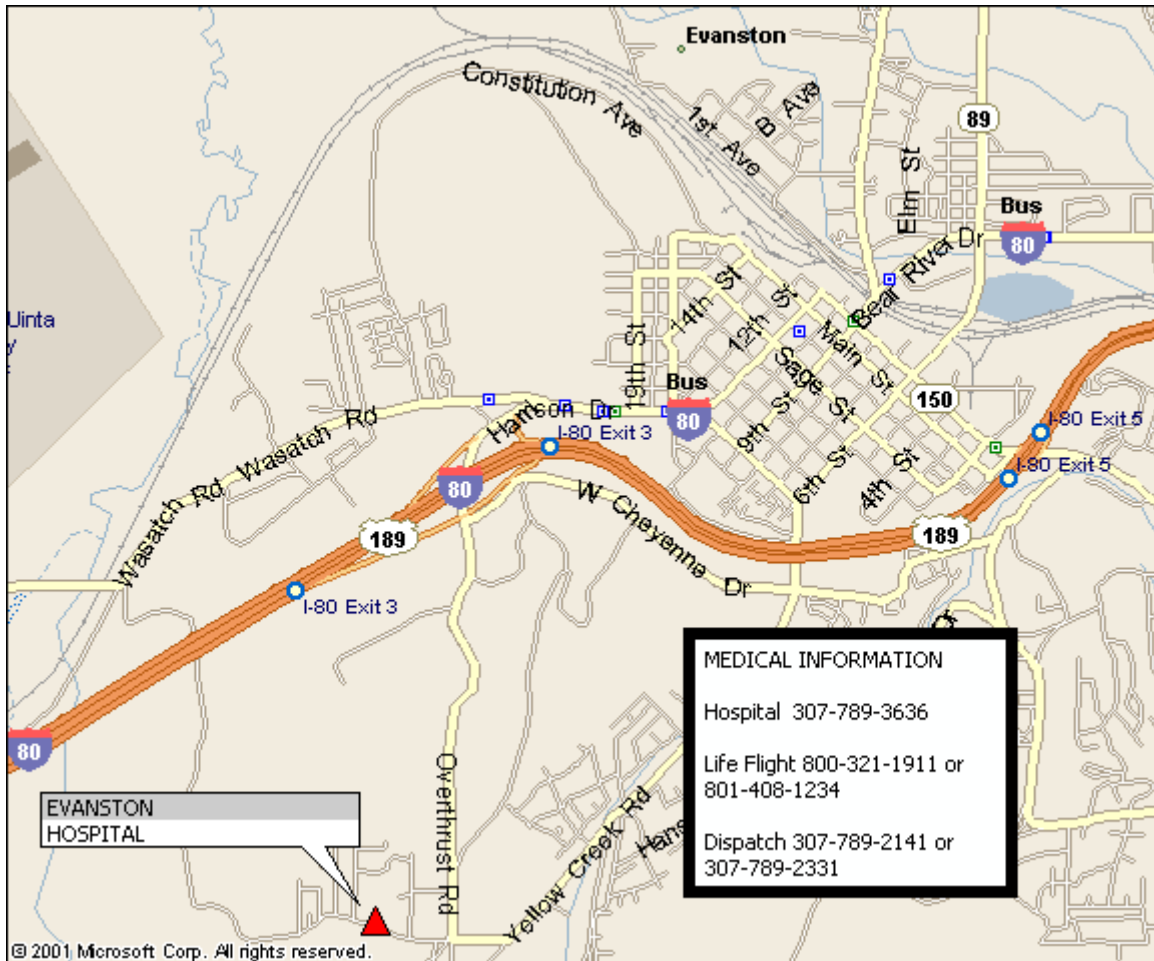 Evanston
Constitution Ave
1st Ave
B Ave
89
Elm St
Bus
80
Bear River Dr
Uinta
y
14th St
St
12th
Main St
Sage St
19th St
Bus
80
150
Harrison Dr
I-80 Exit 3
I-80 Exit 5
I-80 Exit 5
9th St
6th St
4th St
Wasatch Rd
Wasatch Rd
80
189
189
W Cheyenne Dr
I-80 Exit 3
Dr
80
Overthrust Rd
Yellow Creek Rd
Hans
EVANSTON
HOSPITAL
MEDICAL INFORMATION
Hospital 307-789-3636
Life Flight 800-321-1911 or
801-408-1234
Dispatch 307-789-2141 or
307-789-2331
© 2001 Microsoft Corp. All rights reserved.